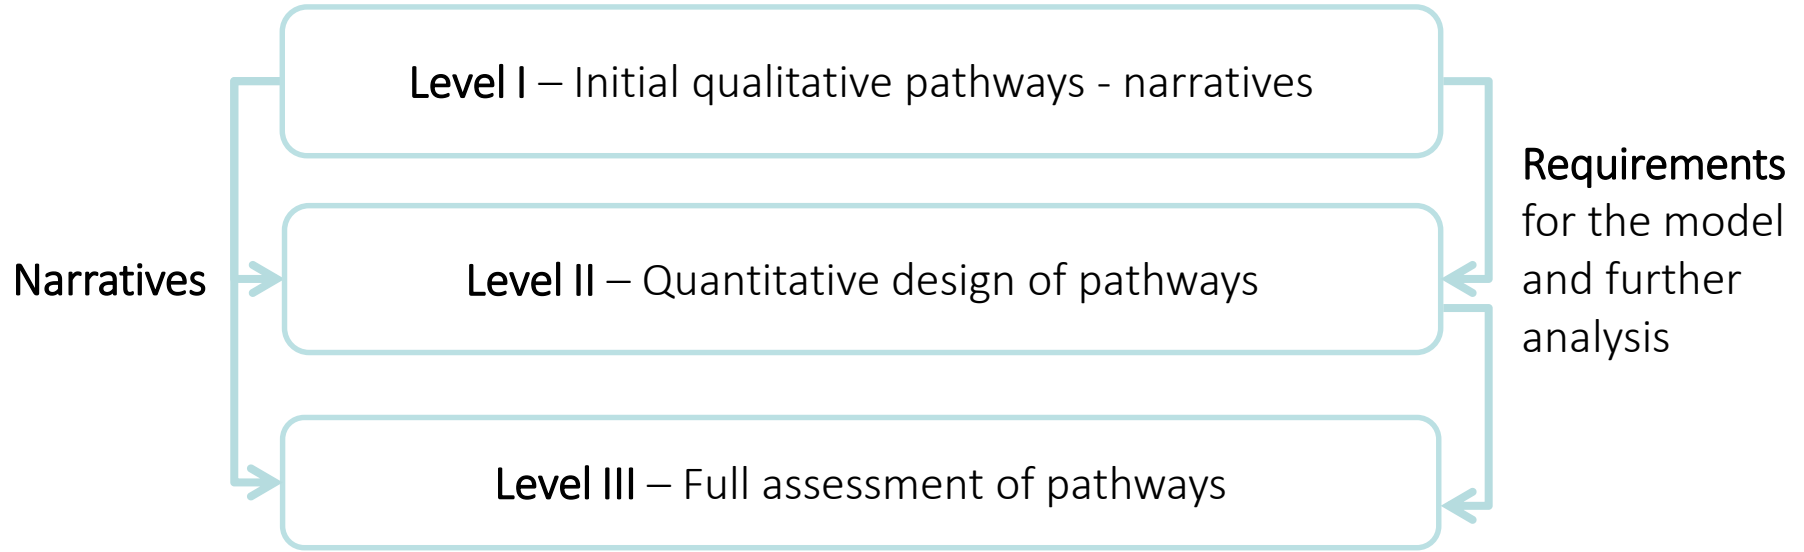 Level I – Initial qualitative pathways - narratives
Narratives
Level II – Quantitative design of pathways
Requirements
for the model
and further
analysis
Level III – Full assessment of pathways